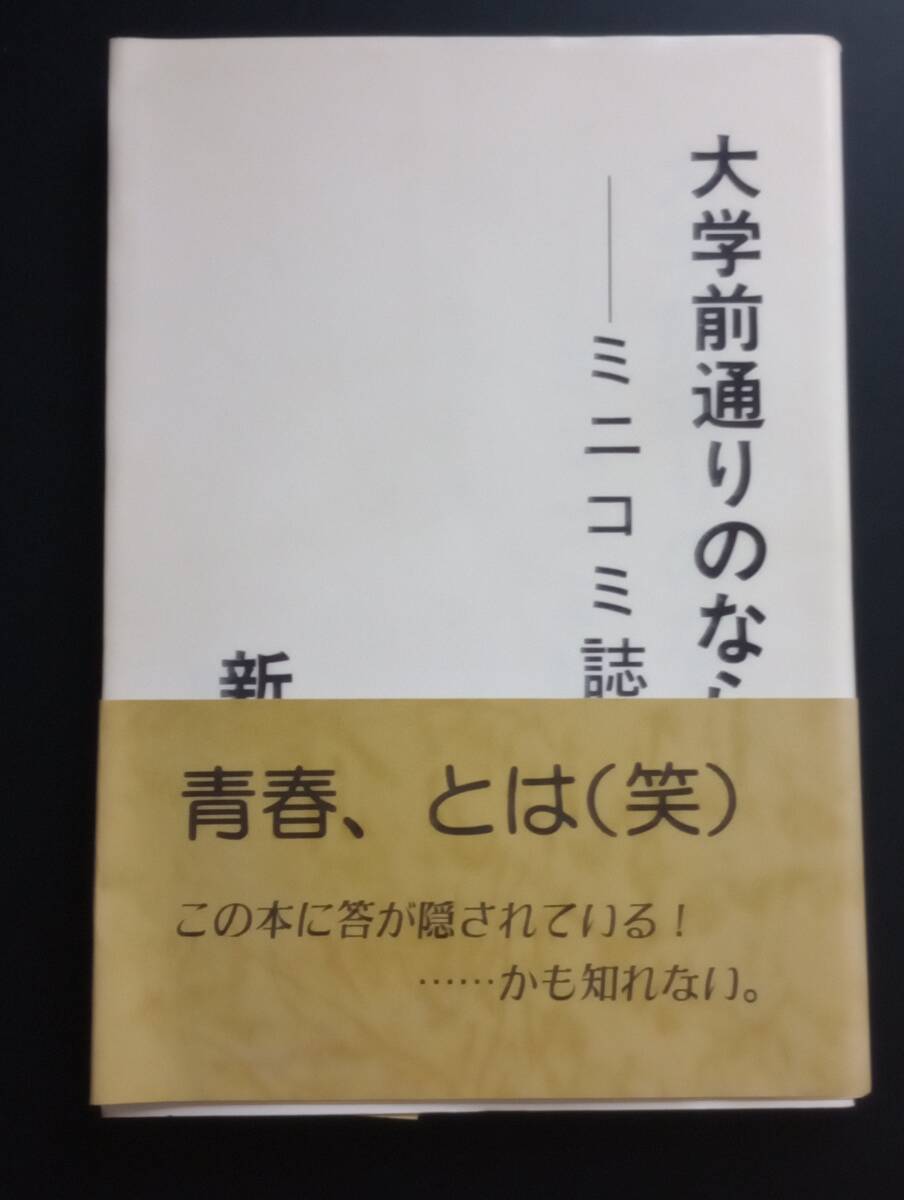 大学前通りのなら
――ミニコミ誌
新
青春、とは（笑）
この本に答が隠されている！
……かも知れない。